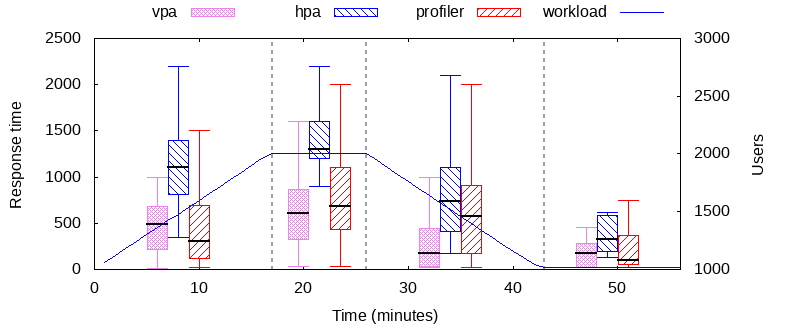 vpa hpa profiler workload
2500 3000
2000 2500
1500 2000
1000 1500
500
0 1000
0 10 20 30 40 50
Response time
Users
Time (minutes)